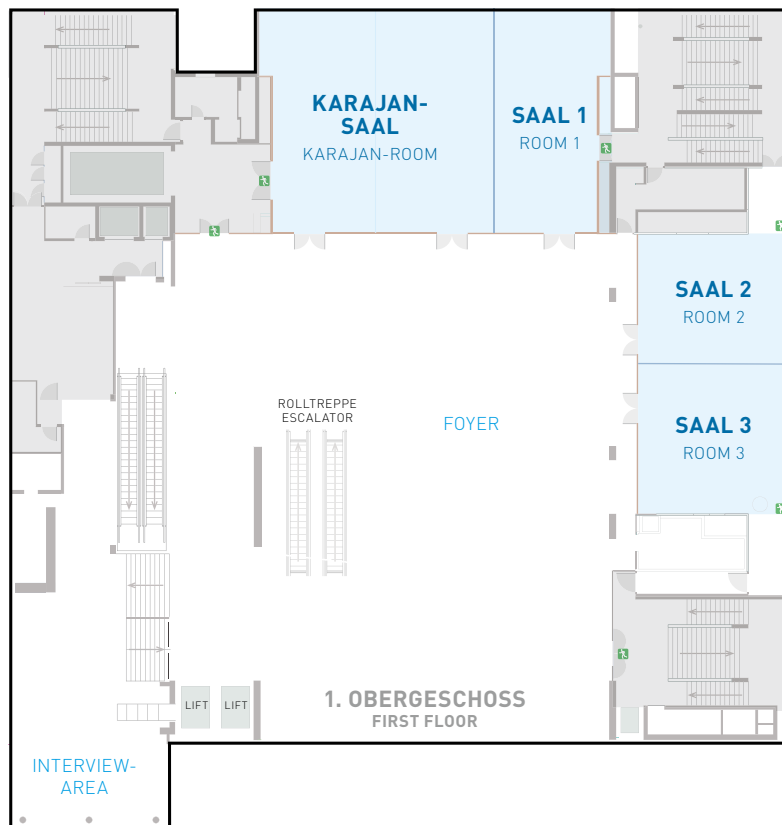 KARAJAN-
SAAL
KARAJAN-ROOM
SAAL 1
ROOM 1
SAAL 2
ROOM 2
SAAL 3
ROOM 3
ROLLTREPPE
ESCALATOR
FOYER
LIFT
LIFT
1. OBERGESCHOSS
FIRST FLOOR
INTERVIEW-
AREA